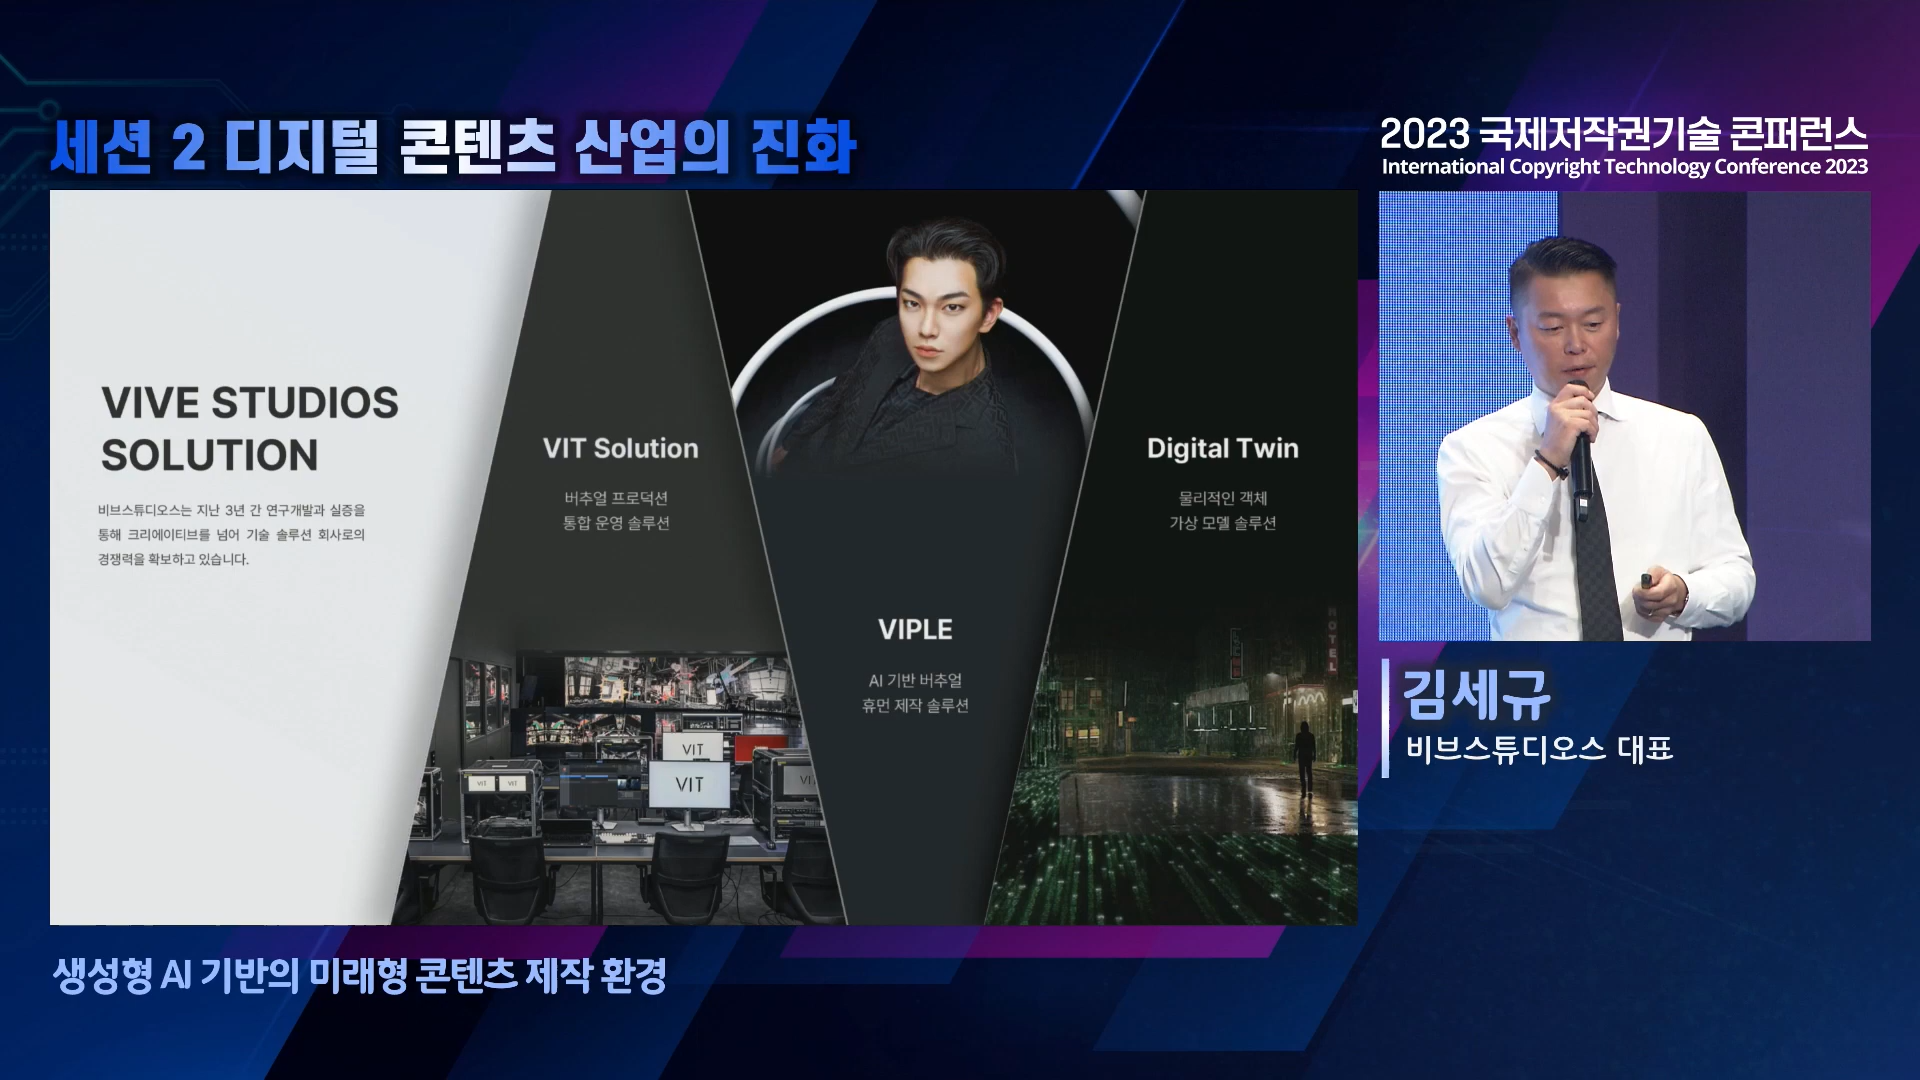 세션 2 디지털 콘텐츠 산업의 진화
2023 국제저작권기술 콘퍼런스
International Copyright Technology Conference 2023
VIVE STUDIOS
SOLUTION
비브스튜디오스는 지난 3년 간 연구개발과 실증을
통해 크리에이티브를 넘어 기술 솔루션 회사로의
경쟁력을 확보하고 있습니다.
VIT Solution
버추얼 프로덕션
통합 운영 솔루션
VIPLE
AI 기반 버추얼
휴먼 제작 솔루션
Digital Twin
물리적인 객체
가상 모델 솔루션
VIT
VIT
VIT
VIT
HOTEL
김세규
비브스튜디오스 대표
생성형 AI 기반의 미래형 콘텐츠 제작 환경